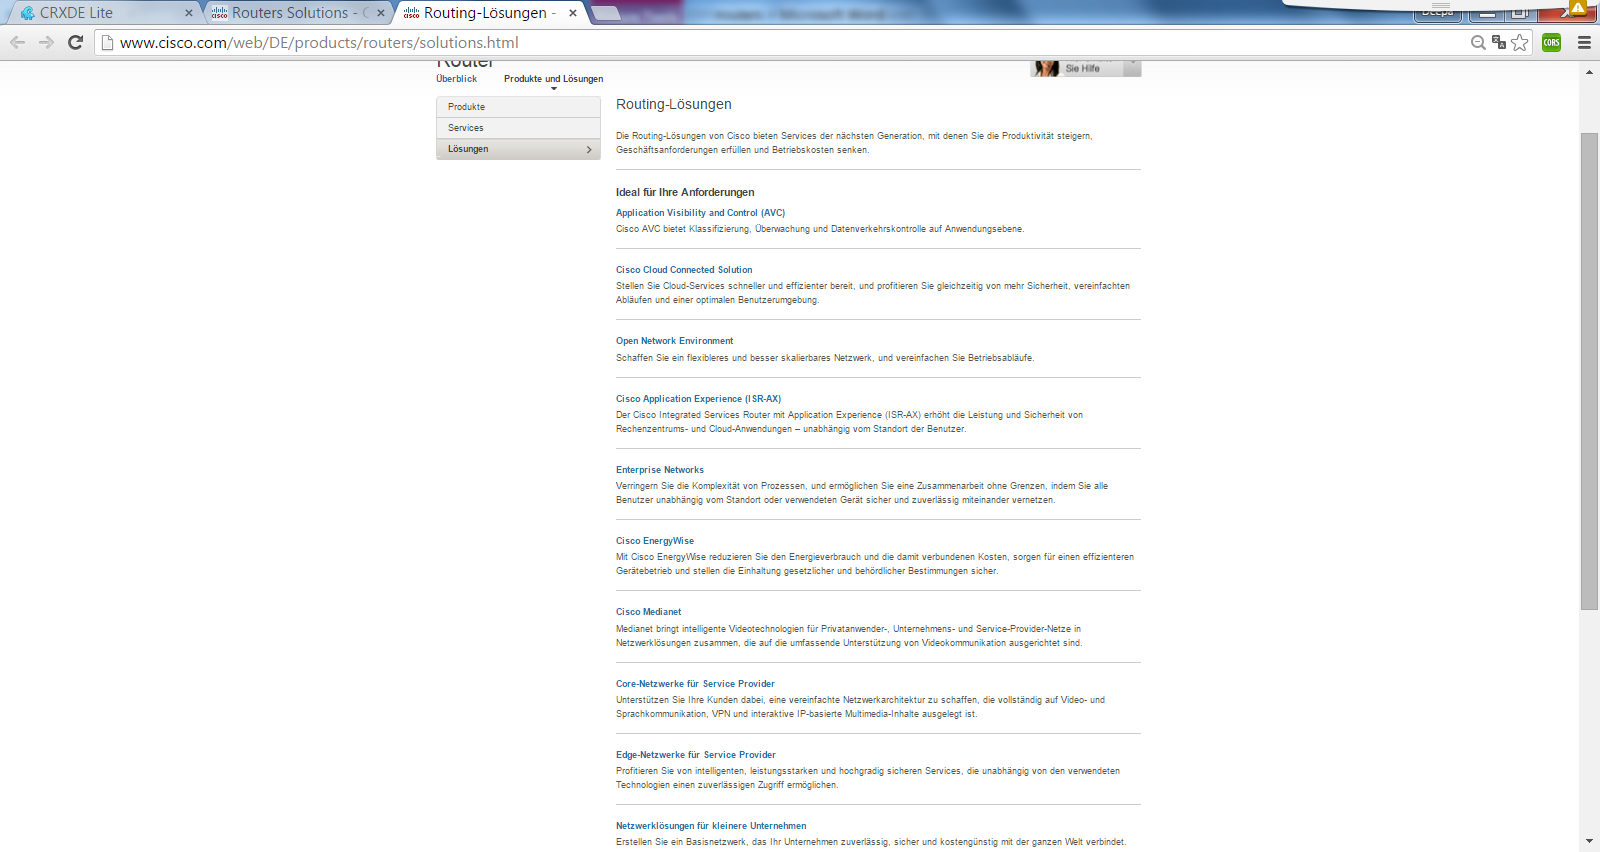 CRXDE Lite
Routers Solutions - C
Routing-Lösungen -
Deepa
www.cisco.com/web/DE/products/routers/solutions.html
CORS
Router
Sie Hilfe
Überblick
Produkte und Lösungen
Produkte
Services
Lösungen
Routing-Lösungen
Die Routing-Lösungen von Cisco bieten Services der nächsten Generation, mit denen Sie die Produktivität steigern,
Geschäftsanforderungen erfüllen und Betriebskosten senken.
Ideal für Ihre Anforderungen
Application Visibility and Control (AVC)
Cisco AVC bietet Klassifizierung, Überwachung und Datenverkehrskontrolle auf Anwendungsebene.
Cisco Cloud Connected Solution
Stellen Sie Cloud-Services schneller und effizienter bereit, und profitieren Sie gleichzeitig von mehr Sicherheit, vereinfachten
Abläufen und einer optimalen Benutzerumgebung.
Open Network Environment
Schaffen Sie ein flexibleres und besser skalierbares Netzwerk, und vereinfachen Sie Betriebsabläufe.
Cisco Application Experience (ISR-AX)
Der Cisco Integrated Services Router mit Application Experience (ISR-AX) erhöht die Leistung und Sicherheit von
Rechenzentrums- und Cloud-Anwendungen – unabhängig vom Standort der Benutzer.
Enterprise Networks
Verringern Sie die Komplexität von Prozessen, und ermöglichen Sie eine Zusammenarbeit ohne Grenzen, indem Sie alle
Benutzer unabhängig vom Standort oder verwendeten Gerät sicher und zuverlässig miteinander vernetzen.
Cisco EnergyWise
Mit Cisco EnergyWise reduzieren Sie den Energieverbrauch und die damit verbundenen Kosten, sorgen für einen effizienteren
Gerätebetrieb und stellen die Einhaltung gesetzlicher und behördlicher Bestimmungen sicher.
Cisco Medianet
Medianet bringt intelligente Videotechnologien für Privatanwender-, Unternehmens- und Service-Provider-Netze in
Netzwerklösungen zusammen, die auf die umfassende Unterstützung von Videokommunikation ausgerichtet sind.
Core-Netzwerke für Service Provider
Unterstützen Sie Ihre Kunden dabei, eine vereinfachte Netzwerkarchitektur zu schaffen, die vollständig auf Video- und
Sprachkommunikation, VPN und interaktive IP-basierte Multimedia-Inhalte ausgelegt ist.
Edge-Netzwerke für Service Provider
Profitieren Sie von intelligenten, leistungsstarken und hochgradig sicheren Services, die unabhängig von den verwendeten
Technologien einen zuverlässigen Zugriff ermöglichen.
Netzwerklösungen für kleinere Unternehmen
Erstellen Sie ein Basisnetzwerk, das Ihr Unternehmen zuverlässig, sicher und kostengünstig mit der ganzen Welt verbindet.